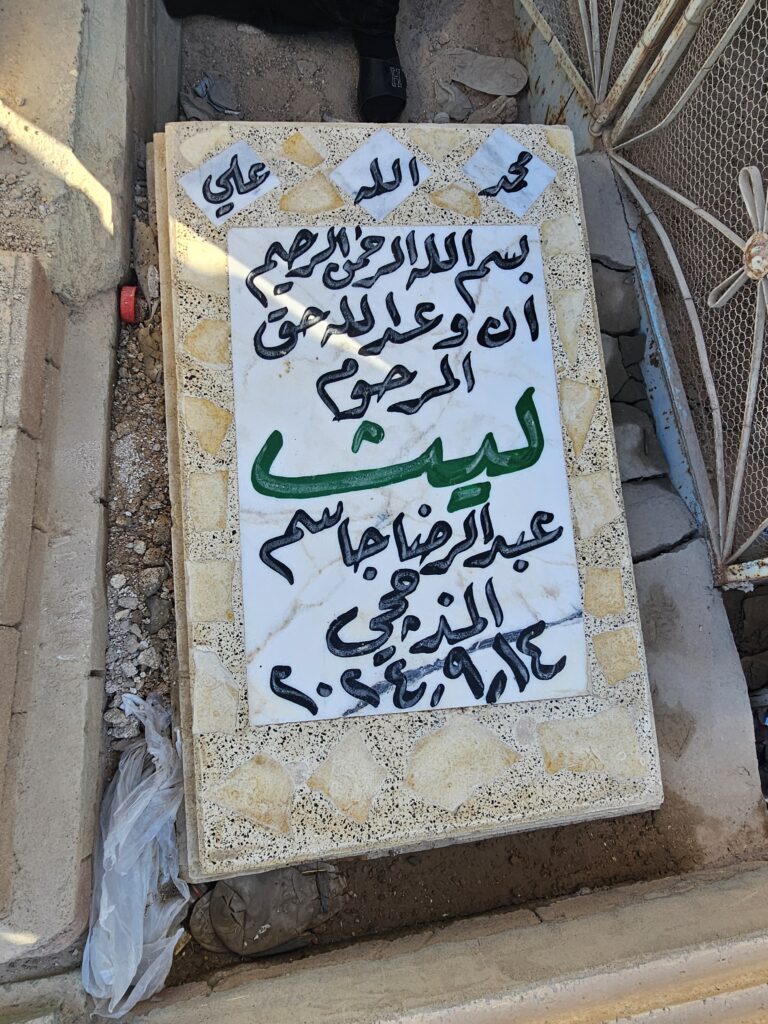 محمد الله علي
بسم الله الرحمن الرحيم
ان وعد الله حق
المرحوم
ليث
عبد الرضا جاسم
المذحجي
٢٠٢٤,٩,١٤